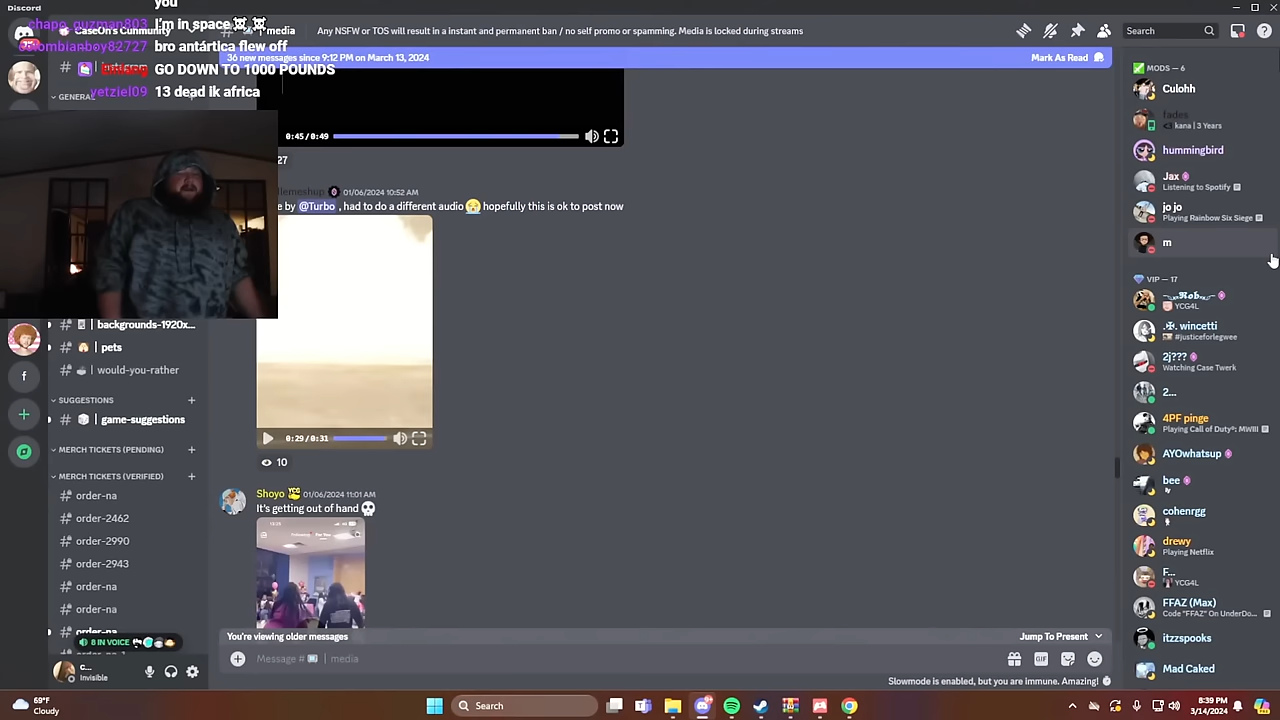 Discord
you
chapo_guzman803 I'm in space☠☠
colombianboy82727 bro antártica flew off
GO DOWN TO 1000 POUNDS
yetziel09 13 dead ik africa
CaseOh's Cummunity
media
Any NSFW or TOS will result in a instant and permanent ban / no self promo or spamming. Media is locked during streams
Search
36 new messages since 9:12 PM on March 13, 2024
Mark As Read
GENERAL
0:45/0:49
27
01/06/2024 10:52 AM
e by @Turbo , had to do a different audio 😭 hopefully this is ok to post now
0:29/0:31
10
Shoyo YCG 01/06/2024 11:01 AM
It's getting out of hand 💀
You're viewing older messages
Jump To Present
Message # | media
Slowmode is enabled, but you are immune. Amazing!
# | backgrounds-1920x...
# | pets
# | would-you-rather
SUGGESTIONS
# | game-suggestions
MERCH TICKETS (PENDING)
MERCH TICKETS (VERIFIED)
order-na
order-2462
order-2990
order-2943
order-na
order-na
order-na
8 IN VOICE
c...
Invisible
MODS — 6
Culohh
fades
kana | 3 Years
hummingbird
Jax
Listening to Spotify
jo jo
Playing Rainbow Six Siege
m
VIP — 17
YCG4L
.✠. wincetti
#justiceforlegwee
2j???
Watching Case Twerk
2...
4PF pinge
Playing Call of Duty®: MWIII
AYOwhatsup
bee
cohenrgg
drewy
Playing Netflix
F...
YCG4L
FFAZ (Max)
Code "FFAZ" On UnderDo...
itzzspooks
Mad Caked
69°F
Cloudy
Search
8:39 PM
3/14/2024